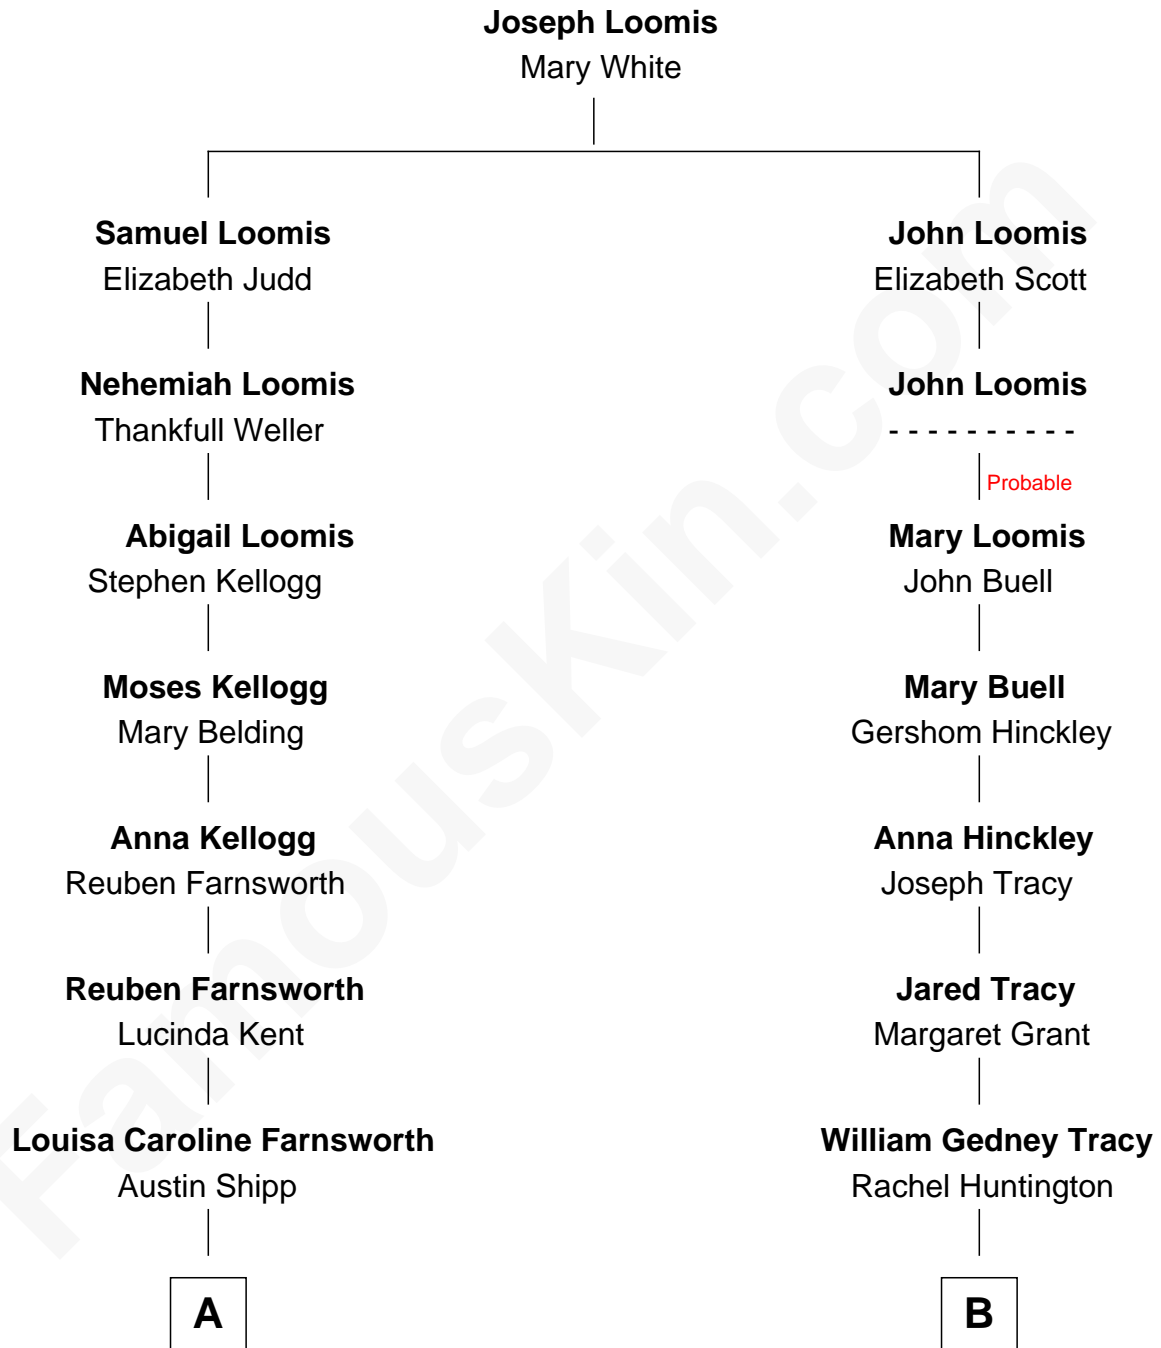 Joseph Loomis
Mary White
Samuel Loomis
Elizabeth Judd
Nehemiah Loomis
Thankfull Weller
Abigail Loomis
Stephen Kellogg
Moses Kellogg
Mary Belding
Anna Kellogg
Reuben Farnsworth
Reuben Farnsworth
Lucinda Kent
Louisa Caroline Farnsworth
Austin Shipp
A
John Loomis
Elizabeth Scott
John Loomis
- - - - - - - - - -
Probable
Mary Loomis
John Buell
Mary Buell
Gershom Hinckley
Anna Hinckley
Joseph Tracy
Jared Tracy
Margaret Grant
William Gedney Tracy
Rachel Huntington
B
FamousKin.com